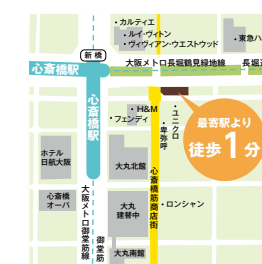 ・カルティエ
・ルイ・ヴィトン
・ヴィヴィアン・ウエストウッド
・東急ハ
新橋
心斎橋駅
大阪メトロ長堀鶴見緑地線
長堀
心斎橋駅
・H&M
・フェンディ
・ユニクロ
・卑弥呼
最寄駅より
徒歩1分
ホテル
日航大阪
大丸北館
心斎橋筋商店街
心斎橋
オーパ
大阪メトロ御堂筋線
大丸
建替中
・ロンシャン
御堂筋
大丸南館